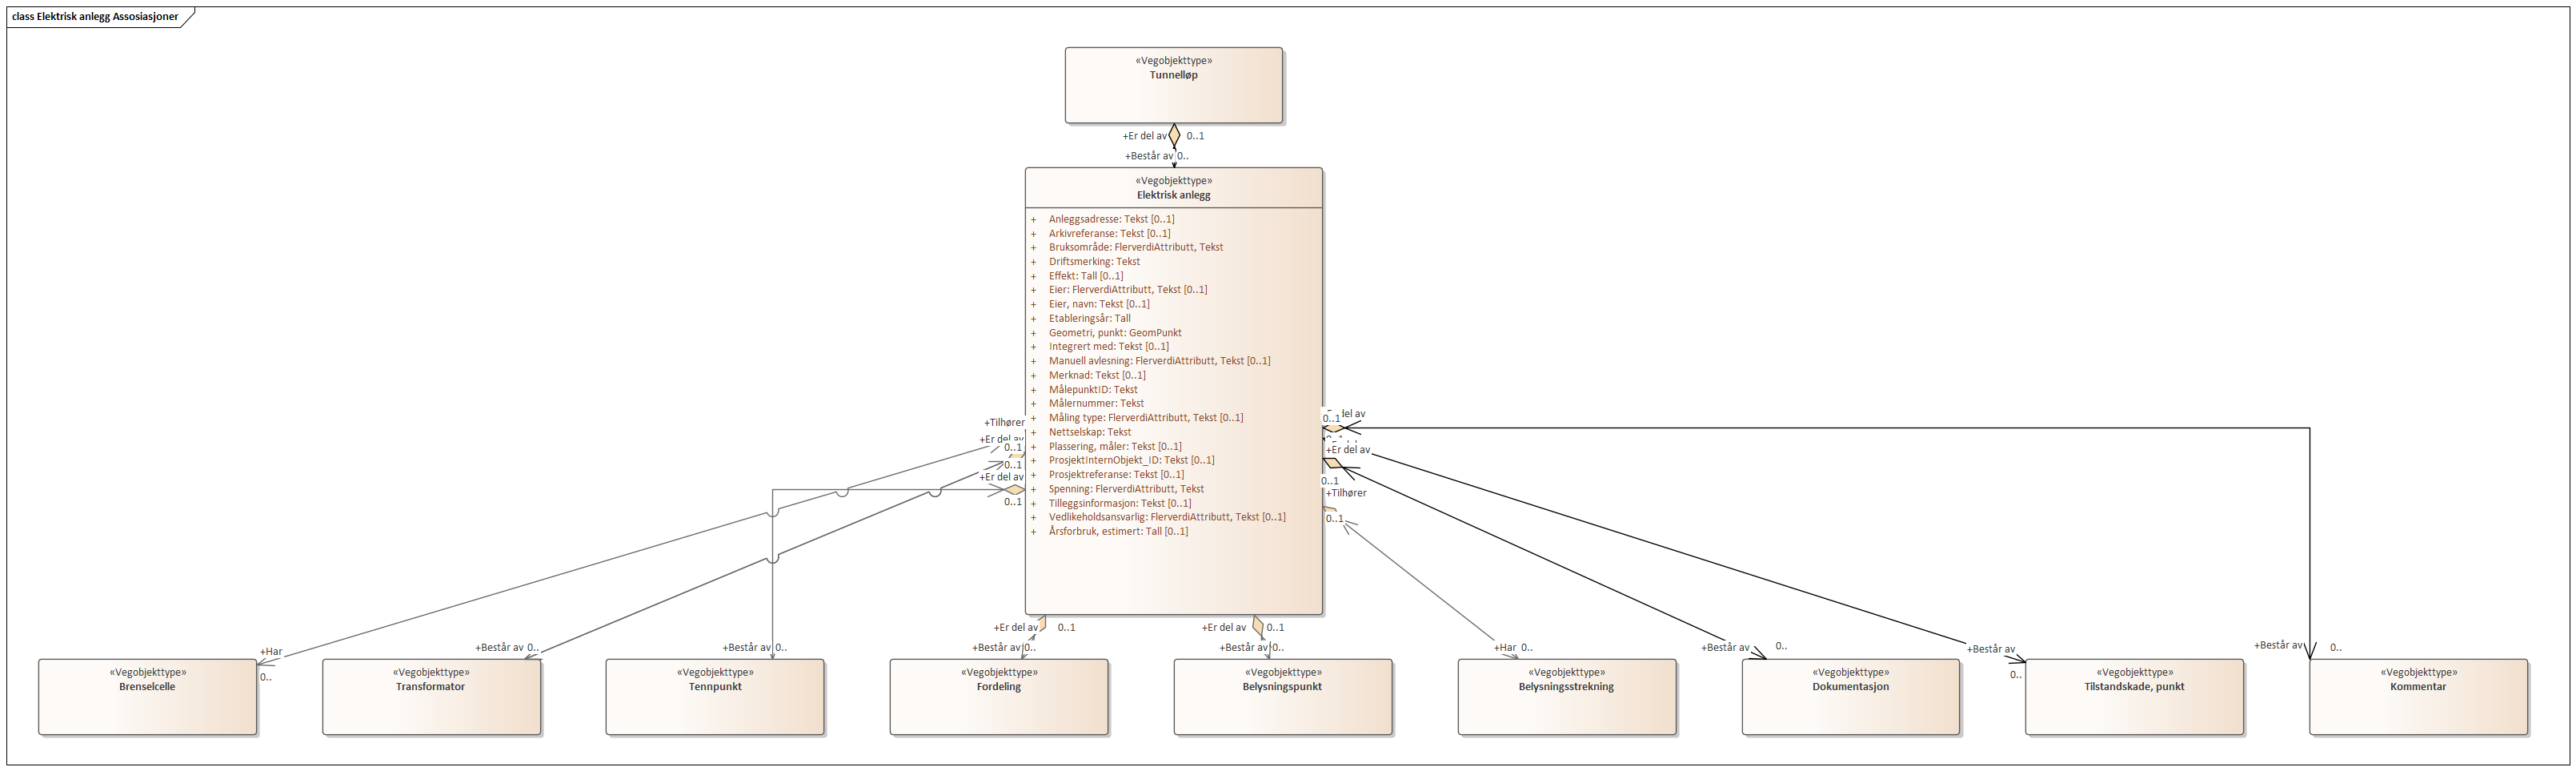 class Elektrisk anlegg Assosiasjoner
«Vegobjekttype»
Tunnelløp
+Er del av 0..1
+Består av 0..
«Vegobjekttype»
Elektrisk anlegg
+ Anleggsadresse: Tekst [0..1]
+ Arkivreferanse: Tekst [0..1]
+ Bruksområde: FlerverdiAttributt, Tekst
+ Driftsmerking: Tekst
+ Effekt: Tall [0..1]
+ Eier: FlerverdiAttributt, Tekst [0..1]
+ Eier, navn: Tekst [0..1]
+ Etableringsår: Tall
+ Geometri, punkt: GeomPunkt
+ Integrert med: Tekst [0..1]
+ Manuell avlesning: FlerverdiAttributt, Tekst [0..1]
+ Merknad: Tekst [0..1]
+ MålepunktID: Tekst
+ Målernummer: Tekst
+ Måling type: FlerverdiAttributt, Tekst [0..1]
+ Nettselskap: Tekst
+ Plassering, måler: Tekst [0..1]
+ ProsjektInternObjekt_ID: Tekst [0..1]
+ Prosjektreferanse: Tekst [0..1]
+ Spenning: FlerverdiAttributt, Tekst
+ Tilleggsinformasjon: Tekst [0..1]
+ Vedlikeholdsansvarlig: FlerverdiAttributt, Tekst [0..1]
+ Årsforbruk, estimert: Tall [0..1]
+Tilhører
+Er del av
0..1
0..1
+Er del av
0..1
del av
0..1
+Er del av
0..1
+Tilhører
0..1
+Er del av 0..1
+Er del av 0..1
+Har
0..
+Består av 0..
+Består av 0..
+Består av 0..
+Består av 0..
+Har 0..
+Består av 0..
+Består av
0..
+Består av 0..
«Vegobjekttype»
Brenselcelle
«Vegobjekttype»
Transformator
«Vegobjekttype»
Tennpunkt
«Vegobjekttype»
Fordeling
«Vegobjekttype»
Belysningspunkt
«Vegobjekttype»
Belysningsstrekning
«Vegobjekttype»
Dokumentasjon
«Vegobjekttype»
Tilstandskade, punkt
«Vegobjekttype»
Kommentar